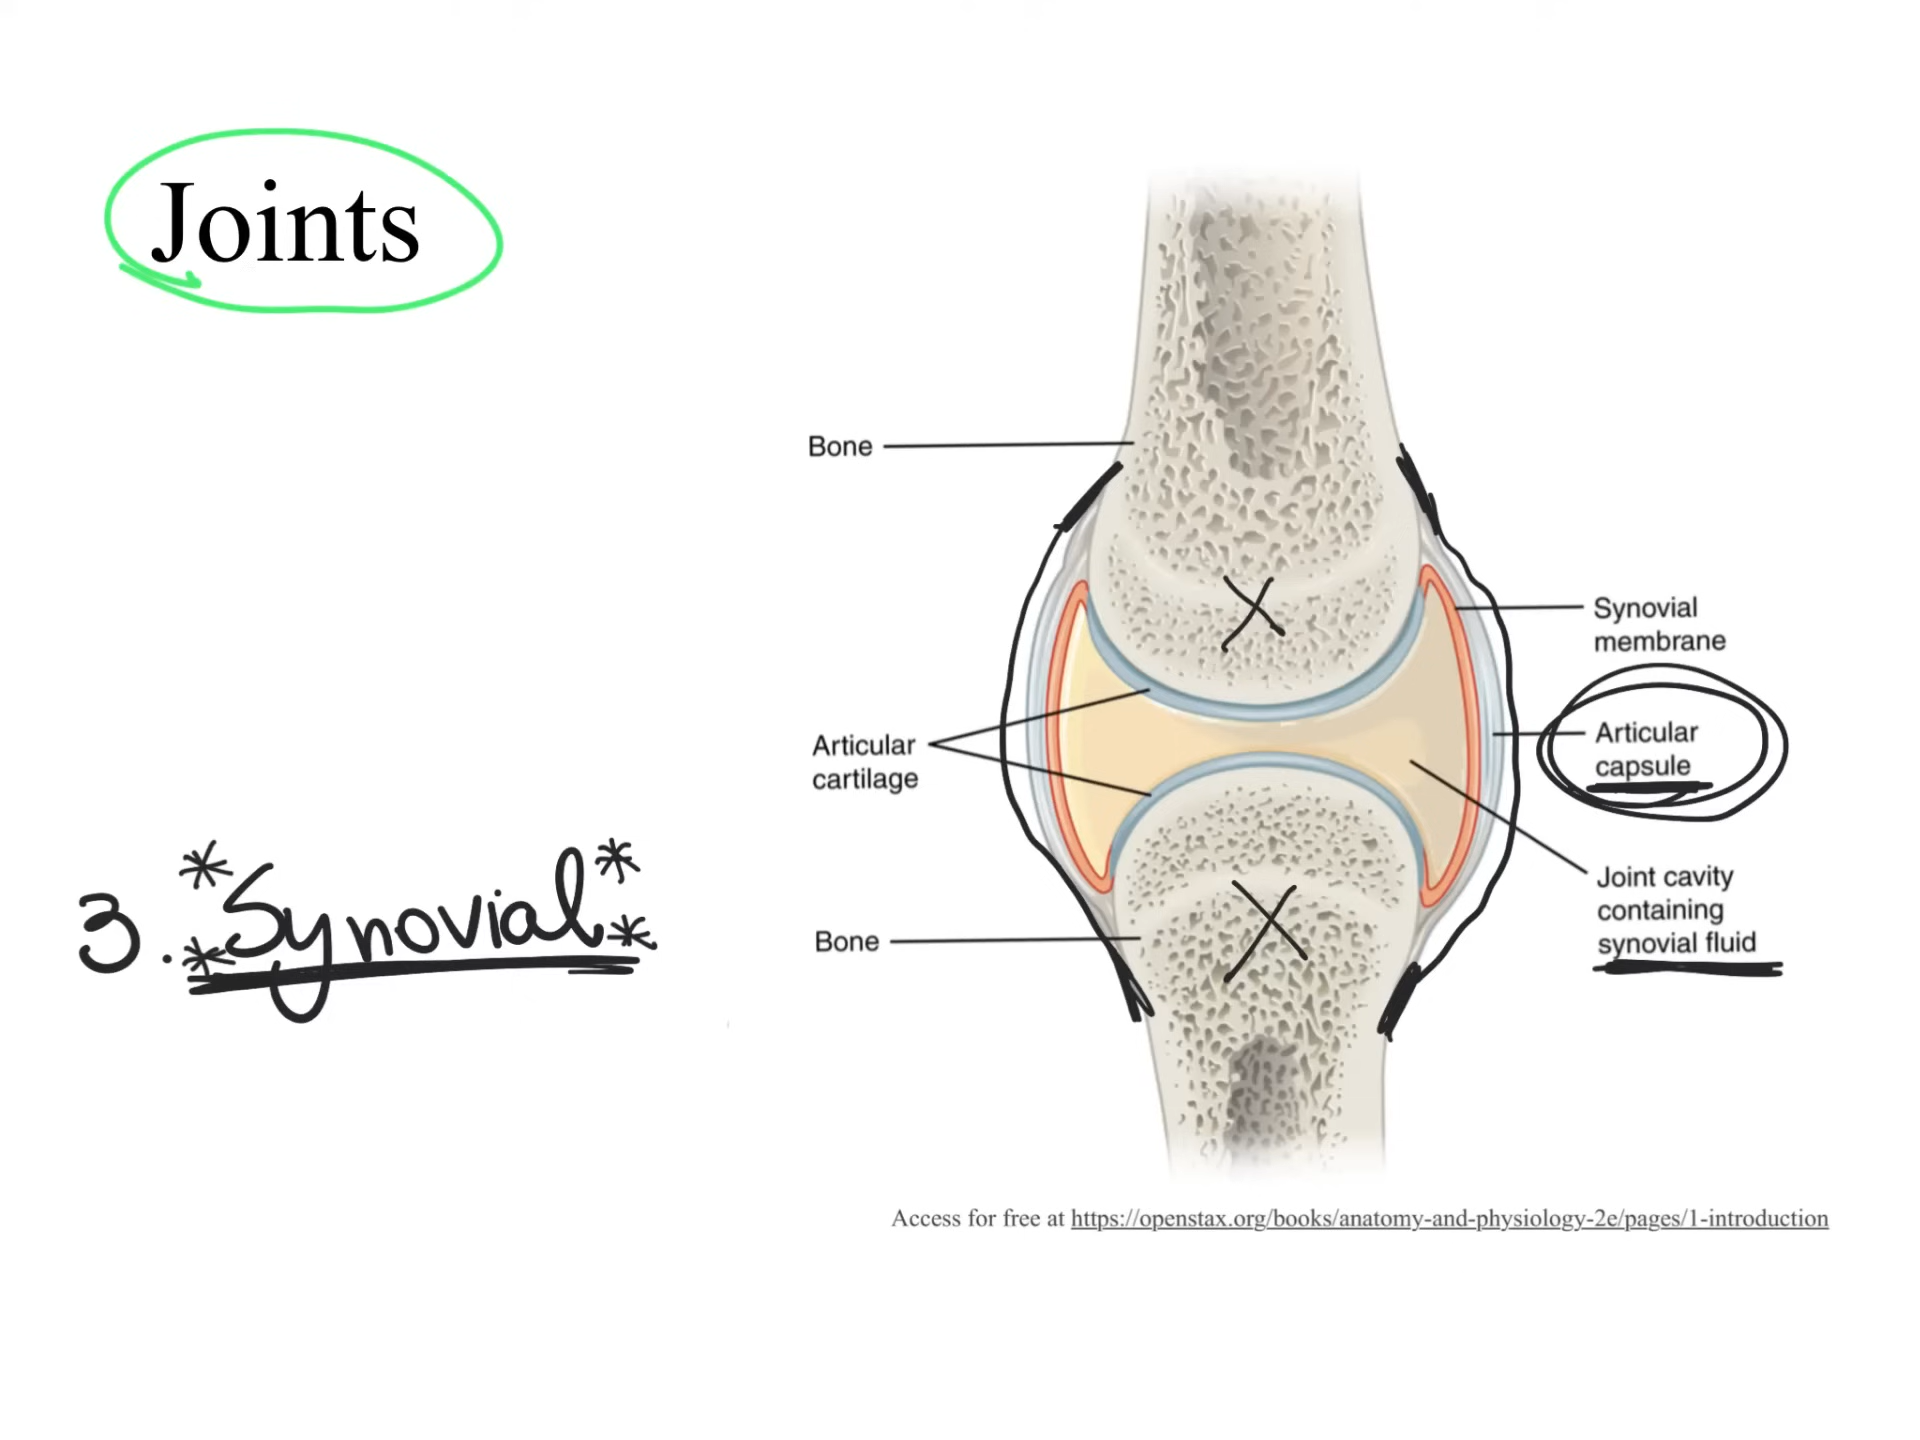 Joints
Bone
Synovial
membrane
Articular
capsule
Articular
cartilage
Joint cavity
containing
synovial fluid
3. *Synovial*
* *
Bone
Access for free at https://openstax.org/books/anatomy-and-physiology-2e/pages/1-introduction